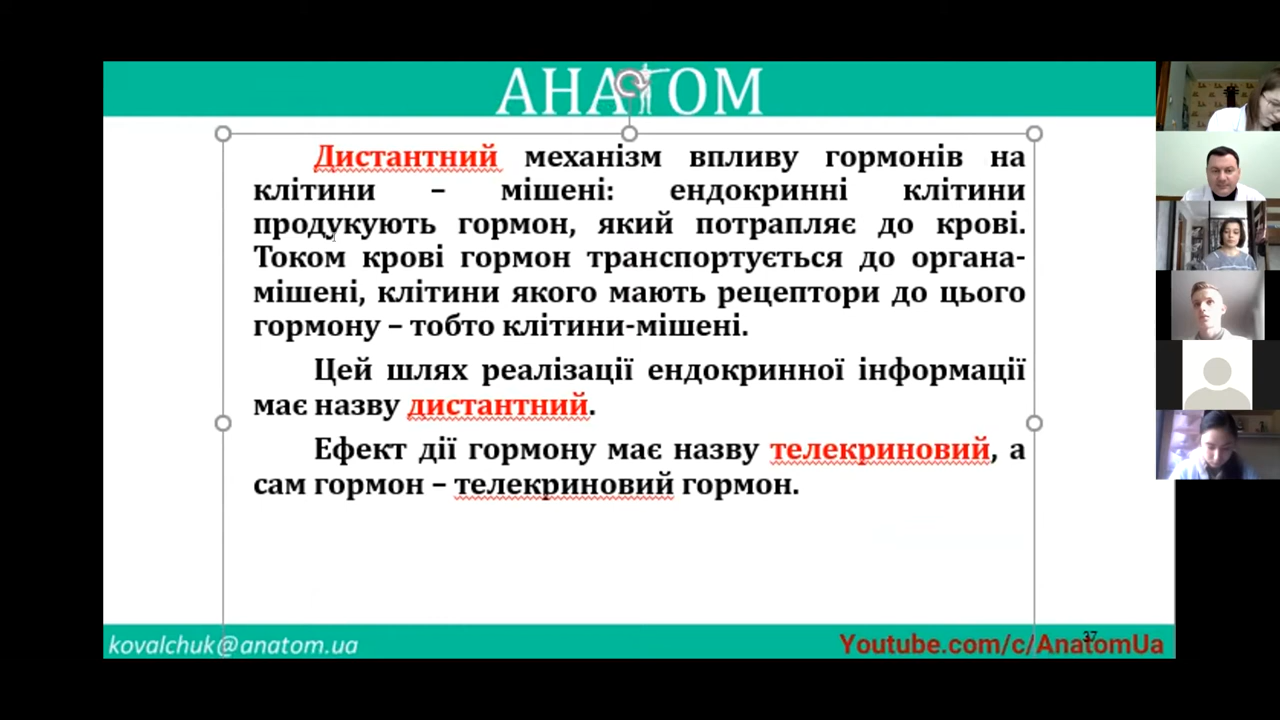 АНАТОМ
Дистантний механізм впливу гормонів на
клітини – мішені: ендокринні клітини
продукують гормон, який потрапляє до крові.
Током крові гормон транспортується до органа-
мішені, клітини якого мають рецептори до цього
гормону – тобто клітини-мішені.
Цей шлях реалізації ендокринної інформації
має назву дистантний.
Ефект дії гормону має назву телекриновий, а
сам гормон – телекриновий гормон.
kovalchuk@anatom.ua
37
Youtube.com/c/AnatomUa